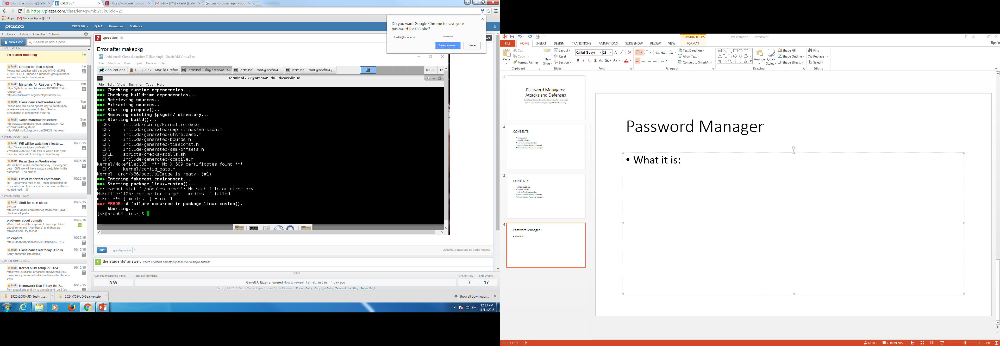 Cross Site Scripting (Refle
CPEG 867
https://www.usenix.org/s
Inbox (245) - kartik@udel.
password manager - Goo
https://piazza.com/class/ien4qwmbl2c5b8?cid=27
Apps
Google Apps @ UD...
Do you want Google Chrome to save your
password for this site?
kartik@udel.edu ********
Save password Never
piazza CPEG 867 Q & A Resources Statistics
Unread Updated Unresolved Following
New Post Search or add a post...
LAST WEEK
Error after makepkg Fri
Instr Groups for final project Fri
Please get together with a group of NO MORE
THAN THREE, choose a (unused) group number
and each vote for that number.
Instr Materials for Rasberry Pi Ke... Thu
https://github.com/archlinuxarm/PKGBUILDs/tr...
raspberrypi
http://archlinuxarm.org/developers/distcc-c
Instr Class cancelled Wednesday... Tue
Please use this as an opportunity to catch up to
where we are supposed to be. Post a
screenshot of dmesg with your na
Instr Some material for lecture Sun
http://www.slideshare.net/a_elarabawy/c-102-
lec28virtualfilesystems
http://falsinsoft.blogspot.com/2012/11/access-
WEEK 10/25 - 10/31
Instr WE will be watching a lectur... 10/30/15
https://www.youtube.com/watch?
v=MShbP3OpASA.Feel free to watch it on your
own time instead of coming to class today.
Instr Pizza Quiz on Wednesday 10/26/15
We will have a quiz on Wednesday. If everyone
gets 100% we will have a pizza party later in the
semester. The quiz w
Instr List of important commands. 10/26/15
file -- Determine type of file. Most interesting for
exes which -- Determine where an executable is
located. split -- S
WEEK 10/18 - 10/24
Instr Stuff for next class 10/22/15
awk.tar
http://linux.about.com/library/cmd/blcmdl1_awk....
chicken wikipedia
problems about compile 10/22/15
When I followed the capture, I have a problem
about command "./configure" and show as
followed:And I try to inst
ud capture 10/22/15
http://udcapture.udel.edu/2015f/cpeg867-010/
Instr Class cancelled today (10/19) 10/19/15
Sorry about the late notice.
WEEK 10/11 - 10/17
Instr Kernel build setup PLEASE ... 10/16/15
https://wiki.archlinux.org/index.php/Kernels/Arc...
make sure you are in build/core/linux after the abs
sync
Instr Homework Due Friday the 2... 10/12/15
Pick a package and try to compile and run it (as
question
Error after makepkg
ArchLinux64 Clone (Snapshot 2) [Running] - Oracle VM VirtualBox
File Machine View Input Devices Help
Applications CPEG 867 - Mozilla Firefox Terminal - kk@arch64:~/... Terminal - root@arch64:~ Terminal - root@arch64:/... 03:28
Terminal - kk@arch64:~/build/core/linux
File Edit View Terminal Tabs Help
==> Checking runtime dependencies...
==> Checking buildtime dependencies...
==> Retrieving sources...
==> Extracting sources...
==> Starting prepare()...
==> Removing existing $pkgdir/ directory...
==> Starting build()...
CHK include/config/kernel.release
CHK include/generated/uapi/linux/version.h
CHK include/generated/utsrelease.h
CHK include/generated/bounds.h
CHK include/generated/timeconst.h
CHK include/generated/asm-offsets.h
CALL scripts/checksyscalls.sh
CHK include/generated/compile.h
kernel/Makefile:135: *** No X.509 certificates found ***
CHK kernel/config_data.h
Kernel: arch/x86/boot/bzImage is ready (#1)
==> Entering fakeroot environment...
==> Starting package_linux-custom()...
cp: cannot stat ‘./modules.order’: No such file or directory
Makefile:1125: recipe for target '_modinst_' failed
make: *** [_modinst_] Error 1
==> ERROR: A failure occurred in package_linux-custom().
Aborting...
[kk@arch64 linux]$
edit good question 0
Updated 3 days ago by kartik khanna
S the students' answer, where students collectively construct a single answer
Average Response Time: Special Mentions: Online Now | This Week:
N/A Garrett A. Ejzak answered How to re-open kernel... in 5 min. 1 day ago 7 | 17
Copyright © 2013 Piazza Technologies, Inc. All Rights Reserved. Privacy Policy Copyright Policy Terms of Use Blog Report Bug!
1920x1080-UD-Seal-r....z...
1024x768-UD-Seal-rev.zip
Show all downloads...
12:33 PM
11/11/2015
DRAWING TOOLS
Presentation1 - PowerPoint
FILE HOME INSERT DESIGN TRANSITIONS ANIMATIONS SLIDE SHOW REVIEW VIEW FORMAT Sign in
Paste Cut Copy Format Painter
Clipboard
New Slide Layout Reset Section
Slides
Calibri (Body) 28
B I U S abc AV Aa A
Font
Text Direction
Align Text
Convert to SmartArt
Paragraph
Arrange
Quick Styles
Shape Fill
Shape Outline
Shape Effects
Drawing
Find
Replace
Select
Editing
1
Password Managers:
Attacks and Defenses
David Silver, Suman Jana, Dan Boneh, Stanford University
Eric Chen, Collin Jackson, Carnegie Mellon University
2
CONTENTS
• Introduction
• Autofill Policies
• Evil Coffee Shop Attacker
• Remote Extraction Of Password
• Strengthening Password Mangers
3
CONTENTS
• INTRODUCTION
• Autofill Policies
• Evil Coffee Shop Attacker
• Remote Extraction Of Password
• Strengthening Password Mangers
4
Password Manager
• What it is:
Password Manager
• What it is:
SLIDE 4 OF 4
NOTES COMMENTS 119%